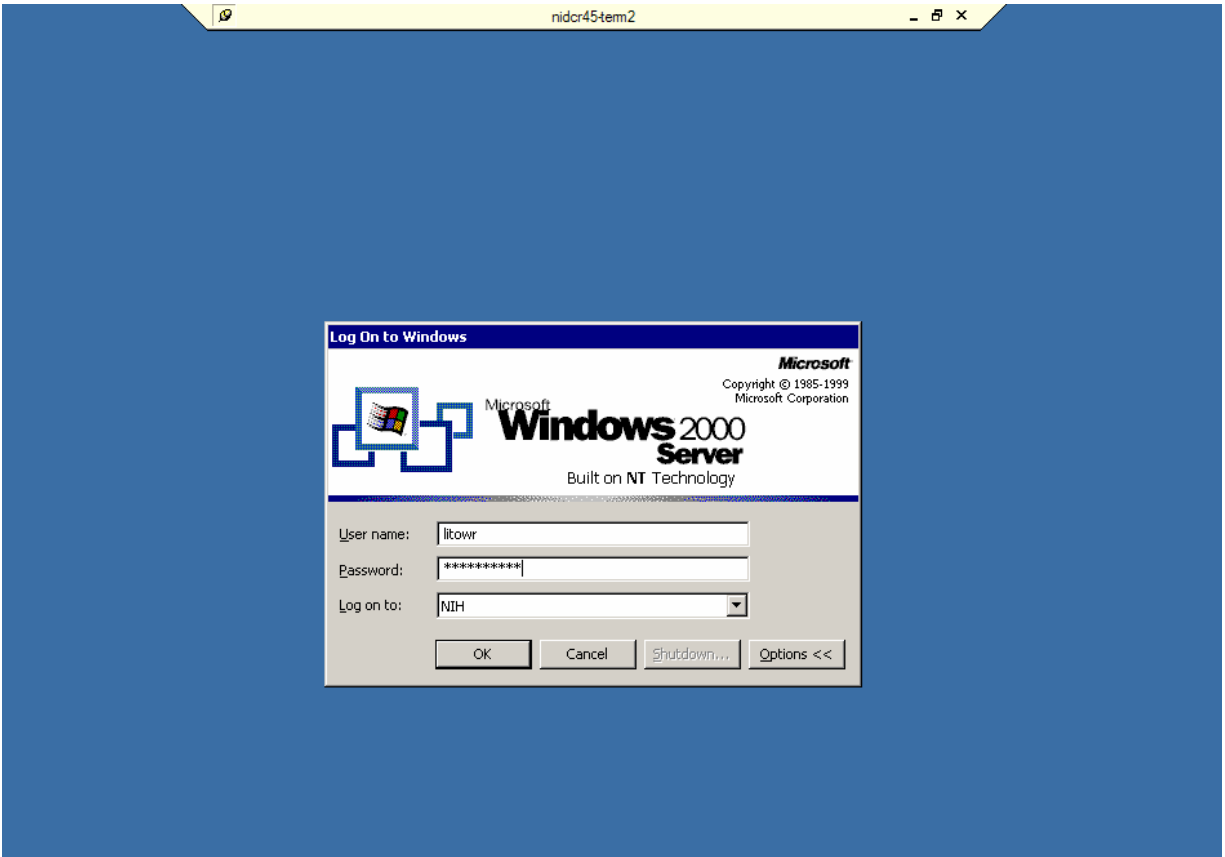 nidcr45-term2
Log On to Windows
Microsoft
Copyright © 1985-1999
Microsoft Corporation
Microsoft
Windows 2000
Server
Built on NT Technology
User name: litowr
Password: **********
Log on to: NIH
OK Cancel Shutdown... Options <<